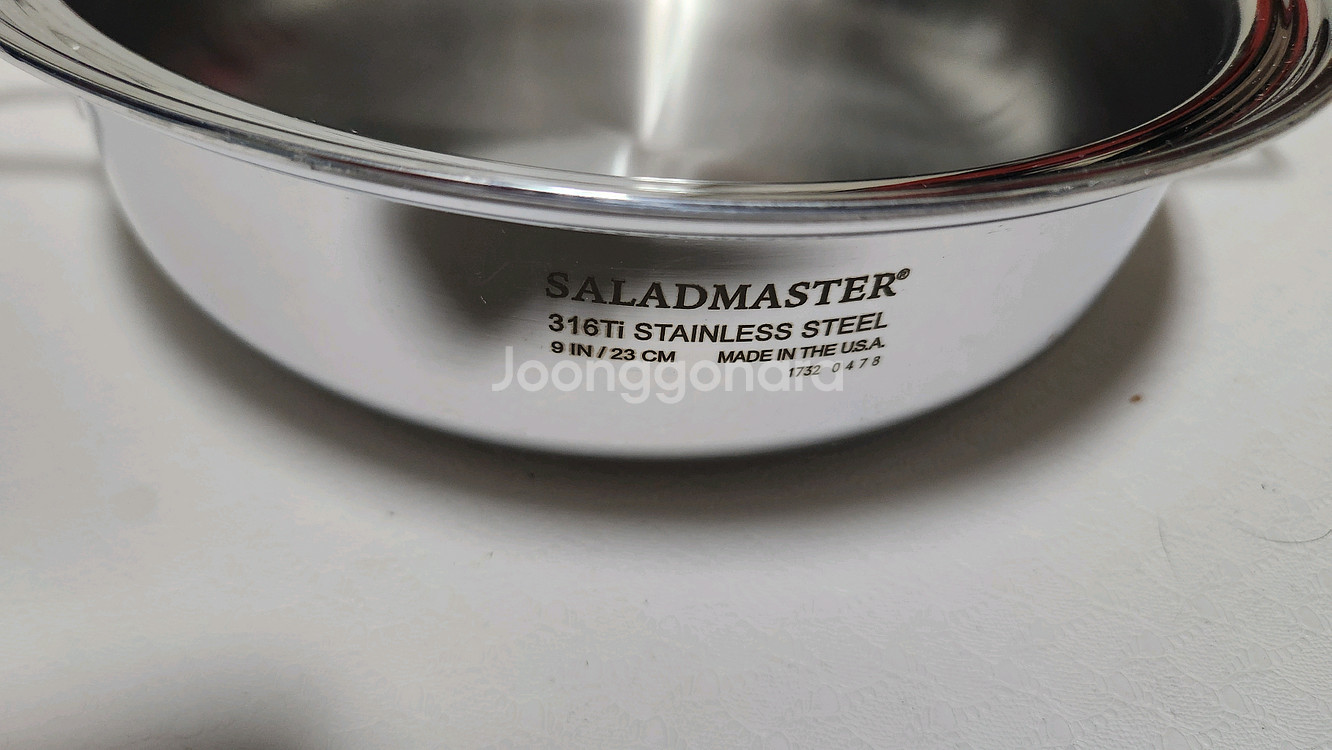 SALADMASTER®
316Ti STAINLESS STEEL
9 IN / 23 CM MADE IN THE U.S.A.
1732 0478
Joonggonara